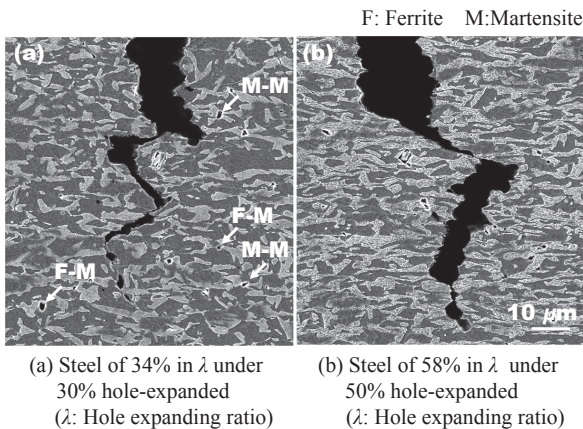 F: Ferrite M:Martensite
(a)
M-M
F-M
M-M
F-M
(b)
10 μm
(a) Steel of 34% in λ under
30% hole-expanded
(λ: Hole expanding ratio)
(b) Steel of 58% in λ under
50% hole-expanded
(λ: Hole expanding ratio)